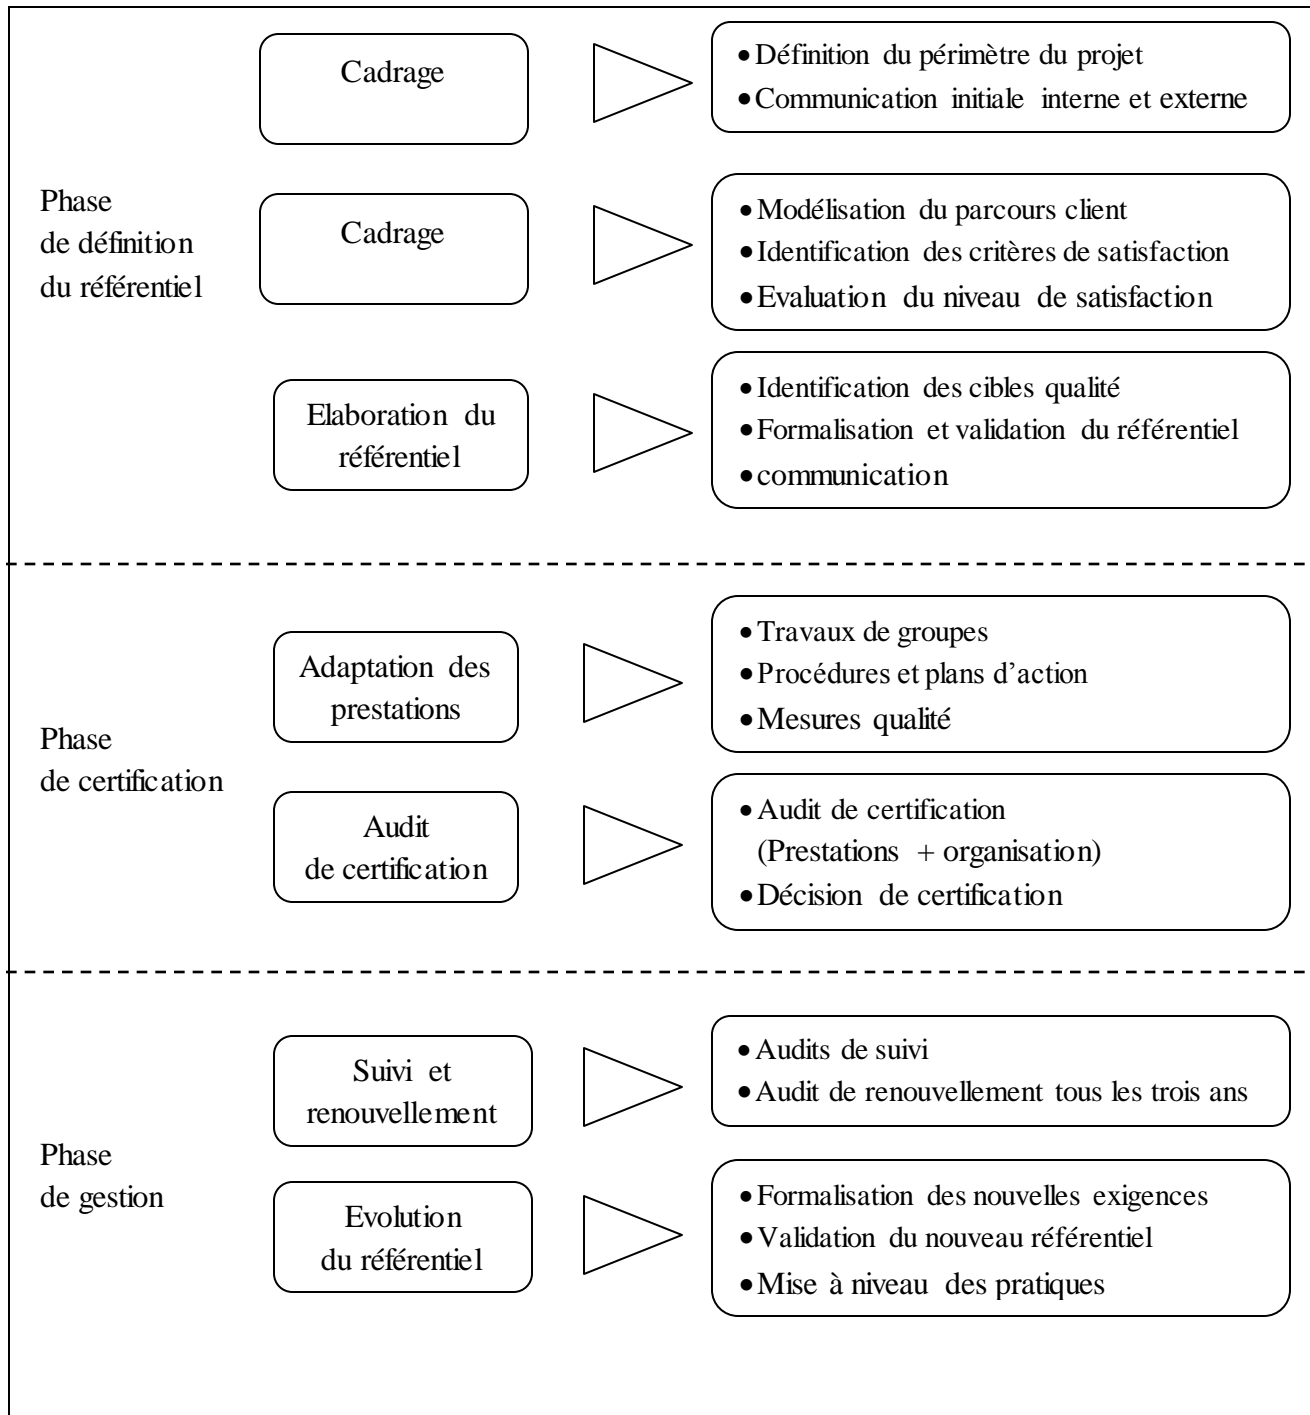 Phase
de définition
du référentiel
Cadrage
•Définition du périmètre du projet
•Communication initiale interne et externe
Cadrage
•Modélisation du parcours client
•Identification des critères de satisfaction
•Evaluation du niveau de satisfaction
Elaboration du
référentiel
•Identification des cibles qualité
•Formalisation et validation du référentiel
•communication
Phase
de certification
Adaptation des
prestations
•Travaux de groupes
•Procédures et plans d’action
•Mesures qualité
Audit
de certification
•Audit de certification
(Prestations + organisation)
•Décision de certification
Phase
de gestion
Suivi et
renouvellement
•Audits de suivi
•Audit de renouvellement tous les trois ans
Evolution
du référentiel
•Formalisation des nouvelles exigences
•Validation du nouveau référentiel
•Mise à niveau des pratiques